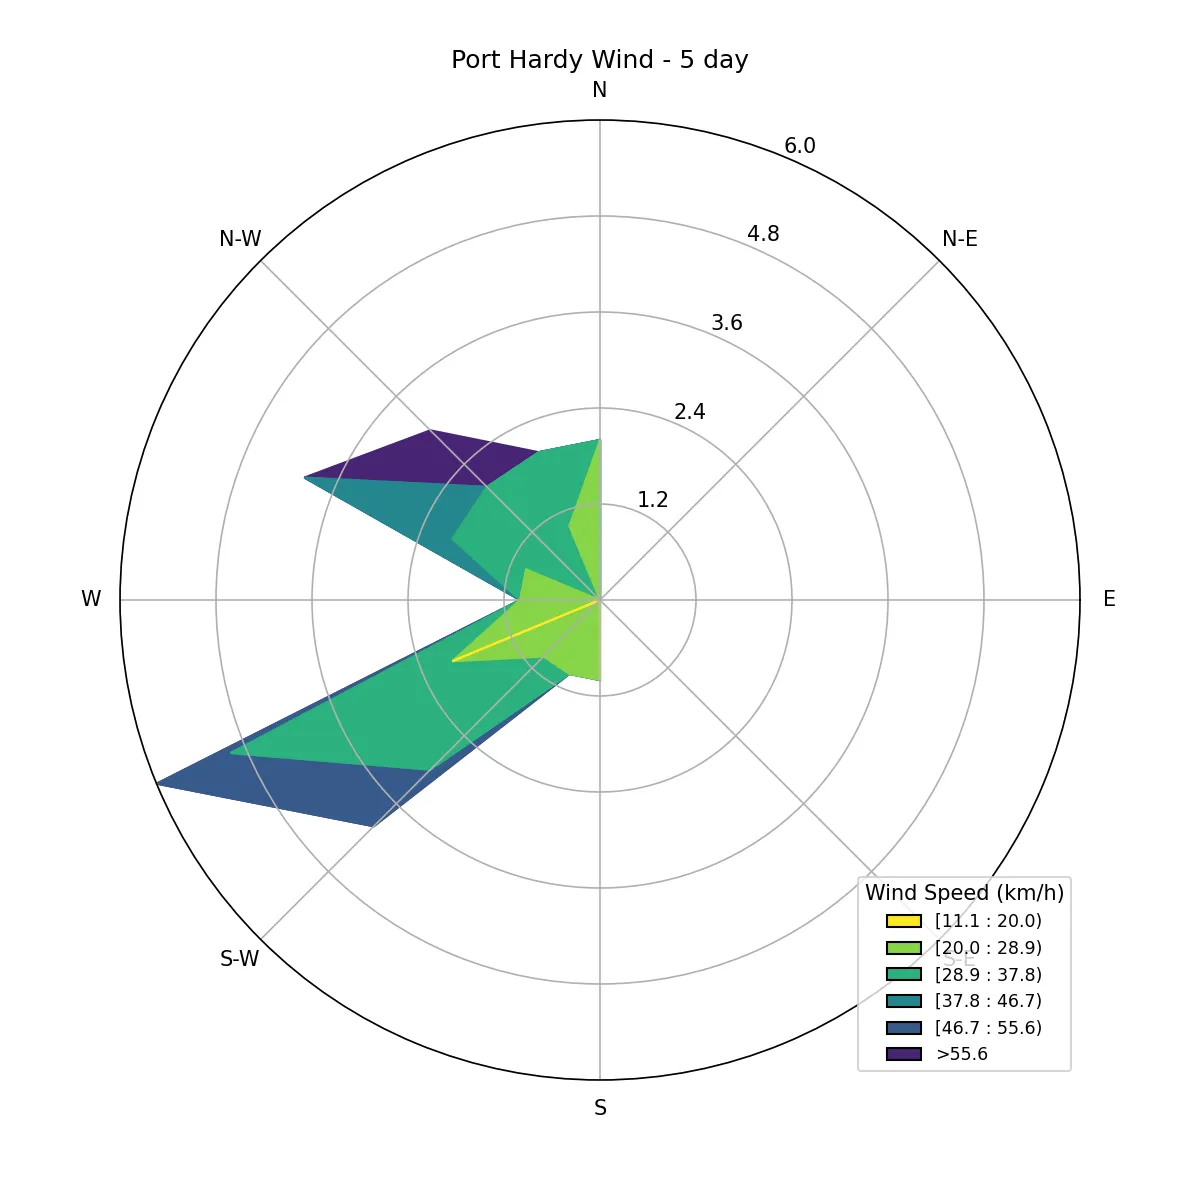 Port Hardy Wind - 5 day
N
6.0
N-W
4.8
N-E
3.6
2.4
1.2
W
E
S-W
S-E
S
Wind Speed (km/h)
[11.1 : 20.0)
[20.0 : 28.9)
[28.9 : 37.8)
[37.8 : 46.7)
[46.7 : 55.6)
>55.6